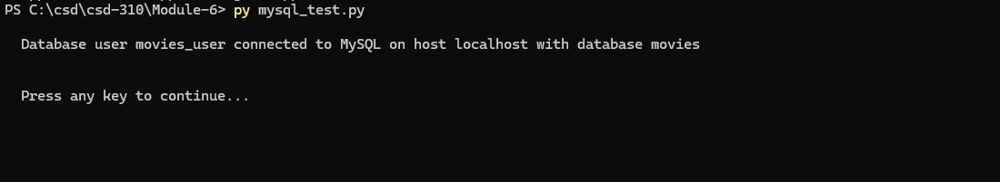 PS C:\csd\csd-310\Module-6> py mysql_test.py
Database user movies_user connected to MySQL on host localhost with database movies
Press any key to continue...